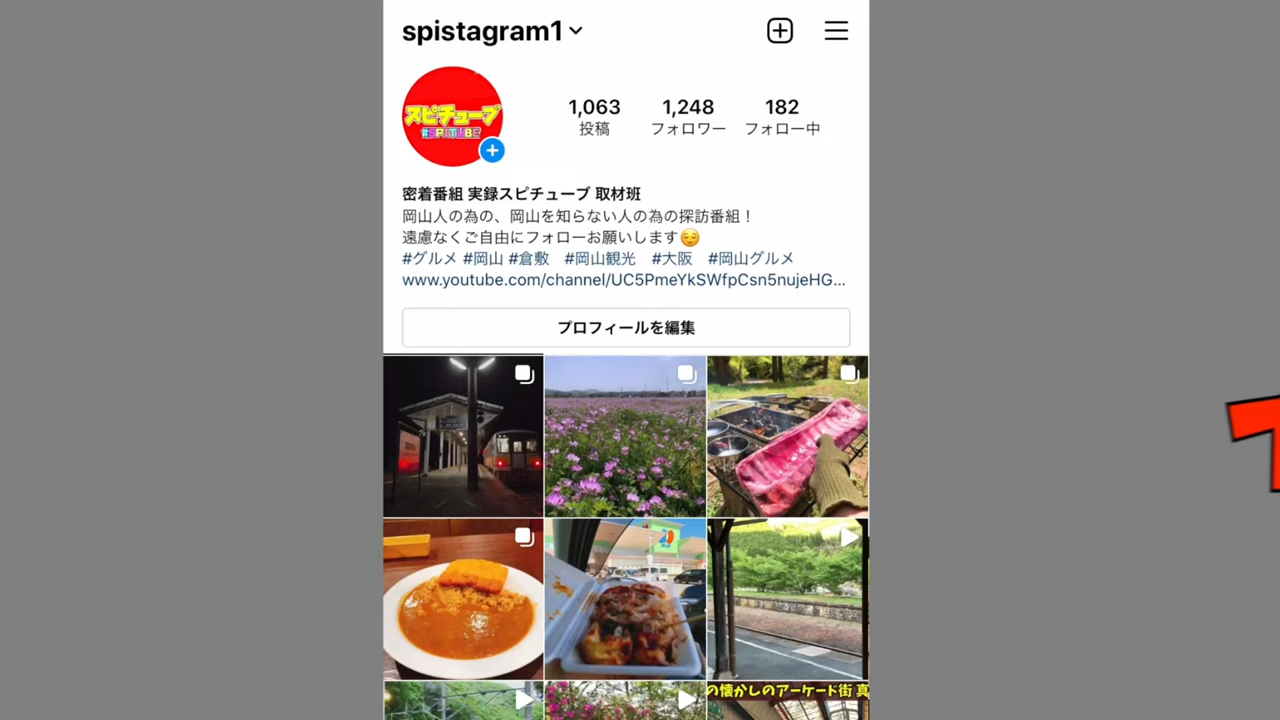 spistagram1
スピチューブ
#SPITUBE
1,063
投稿
1,248
フォロワー
182
フォロー中
密着番組 実録スピチューブ 取材班
岡山人の為の、岡山を知らない人の為の探訪番組！
遠慮なくご自由にフォローお願いします😌
#グルメ #岡山 #倉敷 #岡山観光 #大阪 #岡山グルメ
www.youtube.com/channel/UC5PmeYkSWfpCsn5nujeHG...
プロフィールを編集
の懐かしのアーケード街 真